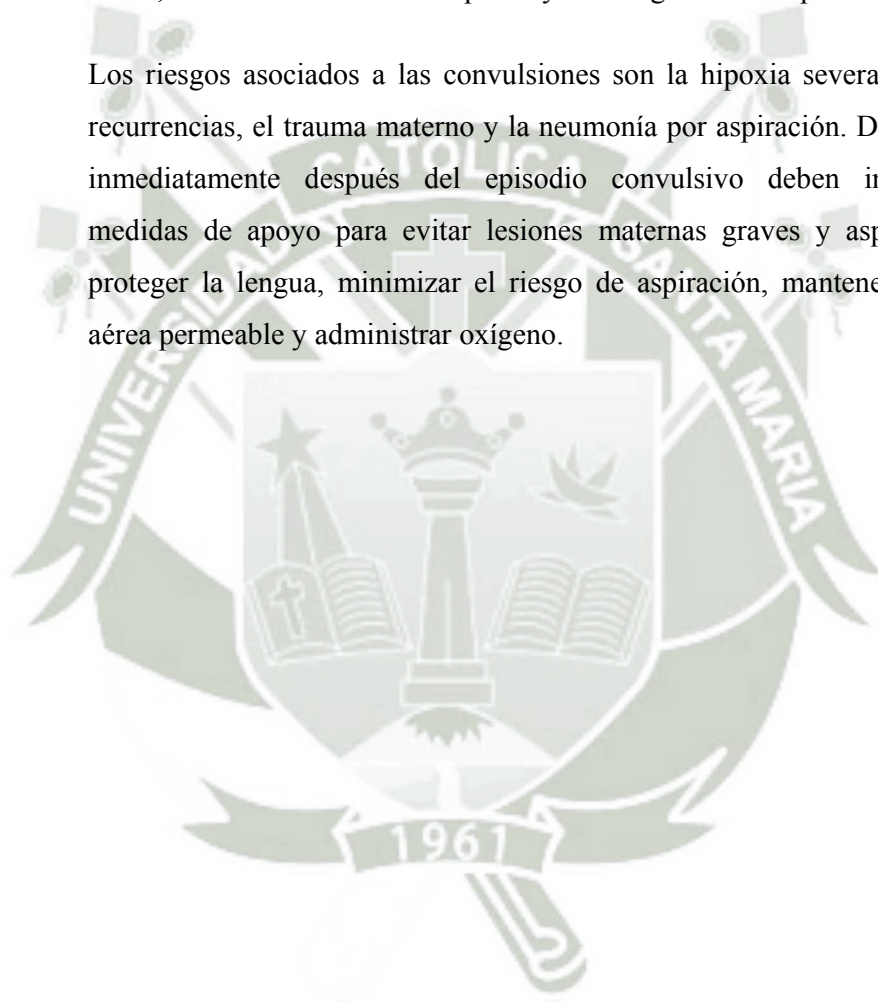 Los riesgos asociados a las convulsiones son la hipoxia severa
recurrencias, el trauma materno y la neumonía por aspiración. D
inmediatamente después del episodio convulsivo deben in
medidas de apoyo para evitar lesiones maternas graves y asp
proteger la lengua, minimizar el riesgo de aspiración, mantene
aérea permeable y administrar oxígeno.
UNIVERSIDAD CATOLICA SANTA MARIA
1961